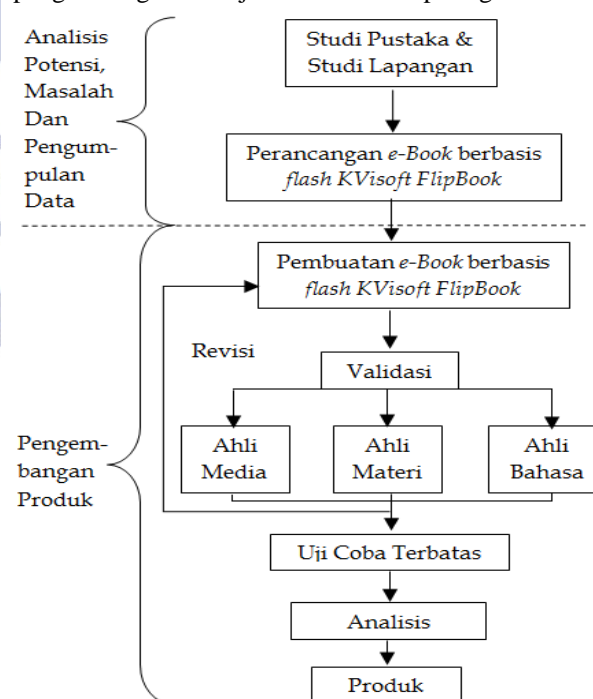 Analisis
Potensi,
Masalah
Dan
Pengum-
pulan
Data
Studi Pustaka &
Studi Lapangan
Perancangan e-Book berbasis
flash KVisoft FlipBook
Pembuatan e-Book berbasis
flash KVisoft FlipBook
Revisi
Validasi
Pengem-
bangan
Produk
Ahli
Media
Ahli
Materi
Ahli
Bahasa
Uji Coba Terbatas
Analisis
Produk